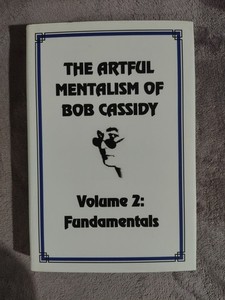 THE ARTFUL
MENTALISM OF
BOB CASSIDY
Volume 2:
Fundamentals